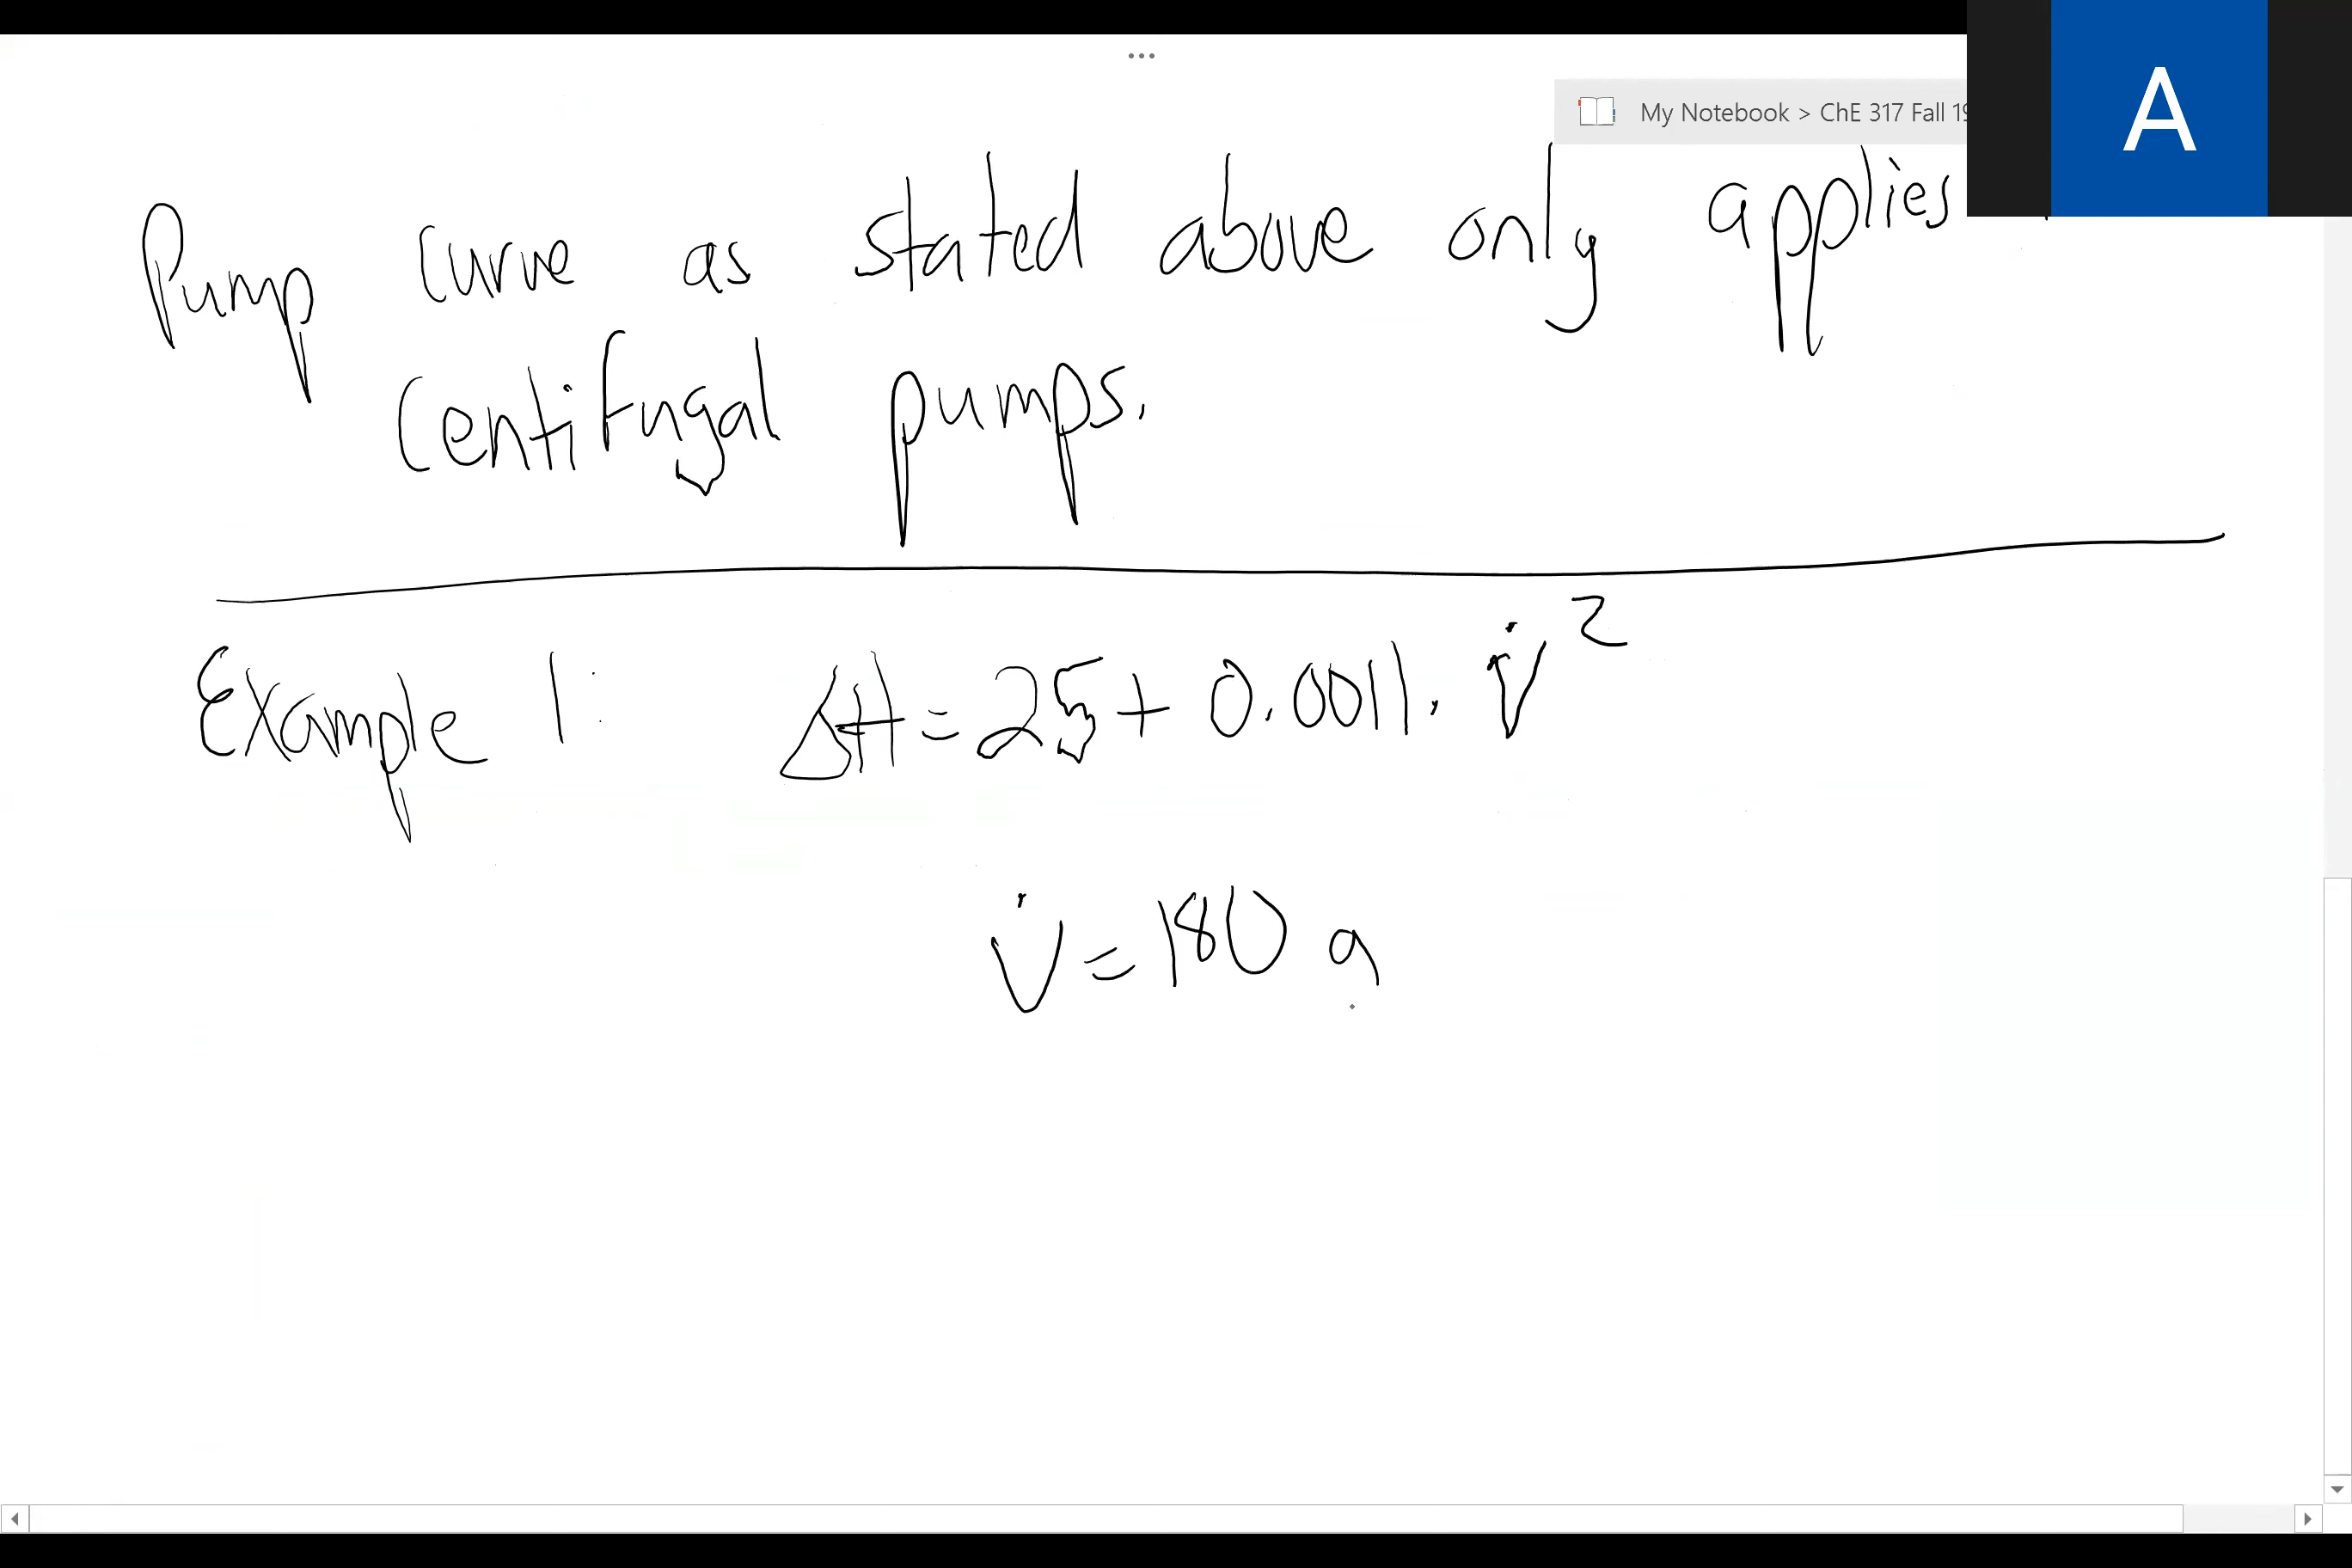 My Notebook > ChE 317 Fall 19
A
Pump curve as stated above only applies
centifugal pumps.
Example 1: ΔH = 25 + 0.0011 · V̇²
V̇ = 180 g